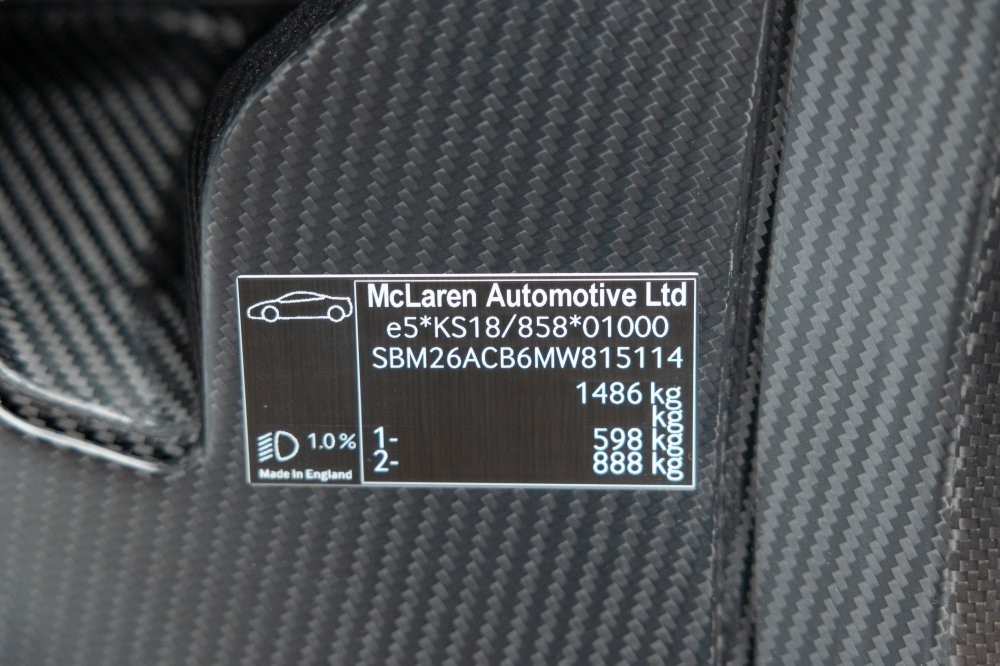 McLaren Automotive Ltd
e5*KS18/858*01000
SBM26ACB6MW815114
1486 kg
kg
1- 598 kg
2- 888 kg
1.0%
Made In England